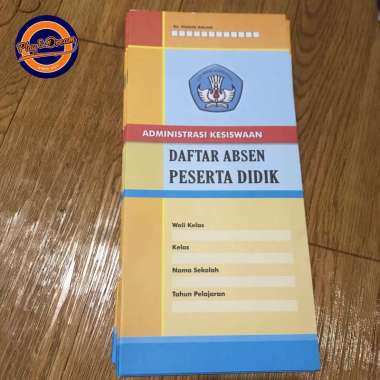 ADMINISTRASI KESISWAAN
DAFTAR ABSEN
PESERTA DIDIK
Wali Kelas
Kelas
Nama Sekolah
Tahun Pelajaran